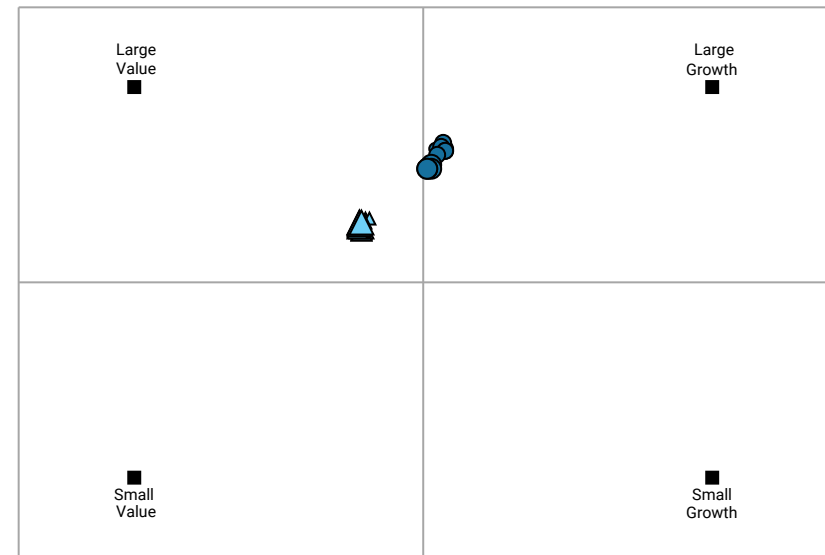 Large
Value
Large
Growth
Small
Value
Small
Growth